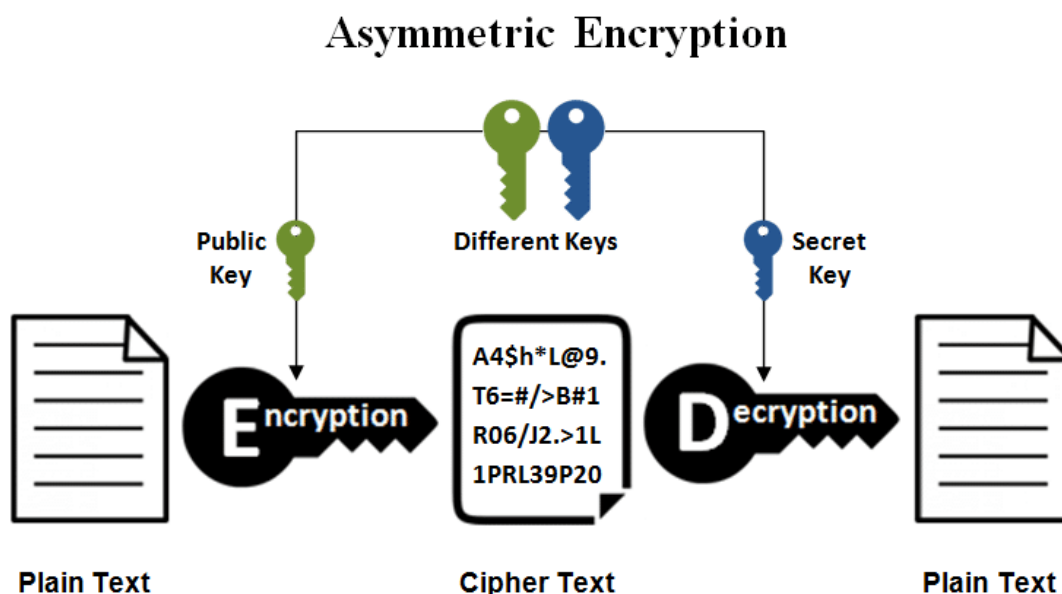 Asymmetric Encryption
Public
Key
Different Keys
Secret
Key
A4$h*L@9.
T6=#/>B#1
R06/J2.>1L
1PRL39P20
Encryption
Decryption
Plain Text
Cipher Text
Plain Text